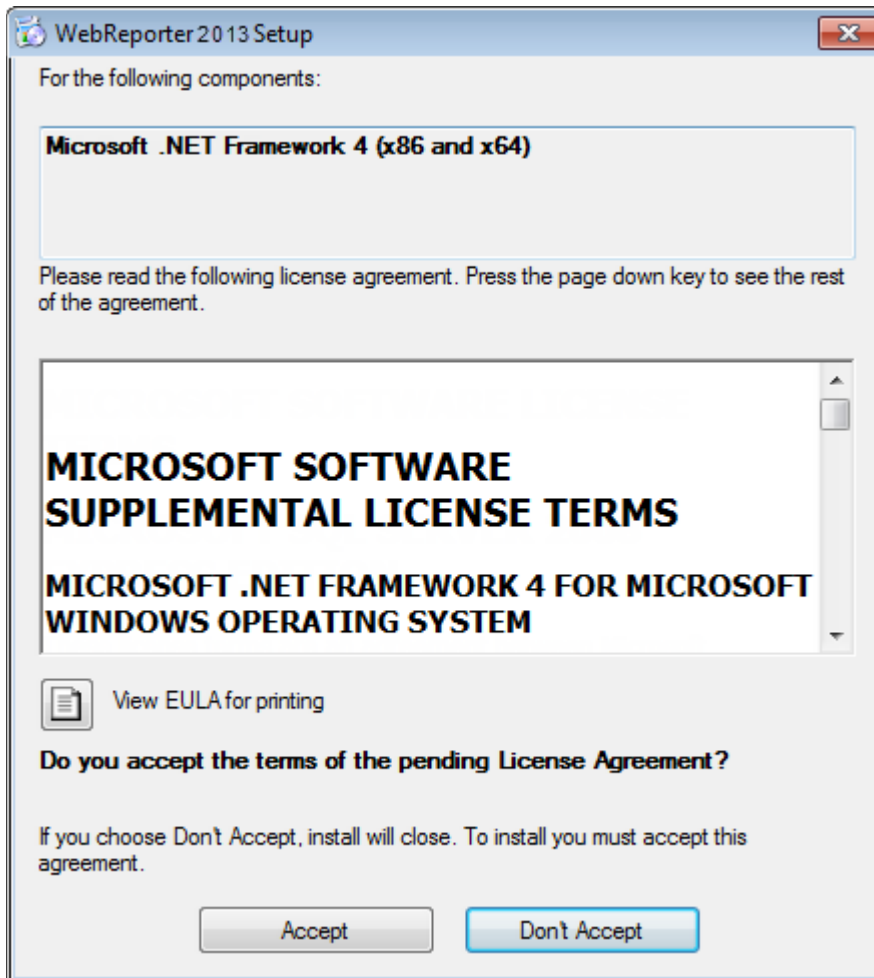 WebReporter 2013 Setup
For the following components:
Microsoft .NET Framework 4 (x86 and x64)
Please read the following license agreement. Press the page down key to see the rest
of the agreement.
MICROSOFT SOFTWARE
SUPPLEMENTAL LICENSE TERMS
MICROSOFT .NET FRAMEWORK 4 FOR MICROSOFT
WINDOWS OPERATING SYSTEM
View EULA for printing
Do you accept the terms of the pending License Agreement?
If you choose Don't Accept, install will close. To install you must accept this
agreement.
Accept Don't Accept